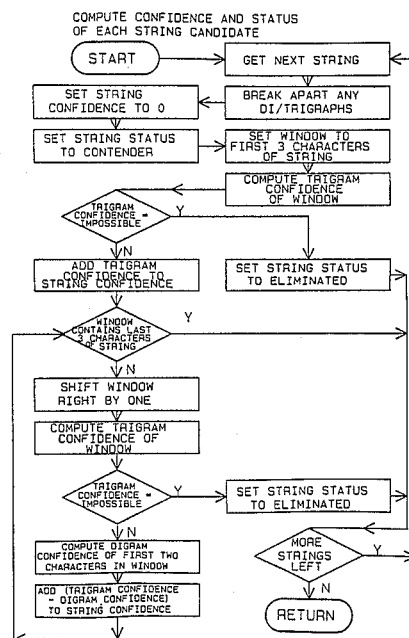 COMPUTE CONFIDENCE AND STATUS
OF EACH STRING CANDIDATE
START
GET NEXT STRING
BREAK APART ANY
DI/TRIGRAPHS
SET STRING
CONFIDENCE TO 0
SET STRING STATUS
TO CONTENDER
SET WINDOW TO
FIRST 3 CHARACTERS
OF STRING
COMPUTE TRIGRAM
CONFIDENCE
OF WINDOW
TRIGRAM
CONFIDENCE =
IMPOSSIBLE
Y
N
ADD TRIGRAM
CONFIDENCE TO
STRING CONFIDENCE
SET STRING STATUS
TO ELIMINATED
WINDOW
CONTAINS LAST
3 CHARACTERS
OF STRING
Y
N
SHIFT WINDOW
RIGHT BY ONE
COMPUTE TRIGRAM
CONFIDENCE OF
WINDOW
TRIGRAM
CONFIDENCE =
IMPOSSIBLE
Y
N
SET STRING STATUS
TO ELIMINATED
COMPUTE DIGRAM
CONFIDENCE OF FIRST TWO
CHARACTERS IN WINDOW
ADD (TRIGRAM CONFIDENCE
- DIGRAM CONFIDENCE)
TO STRING CONFIDENCE
MORE
STRINGS
LEFT
Y
N
RETURN